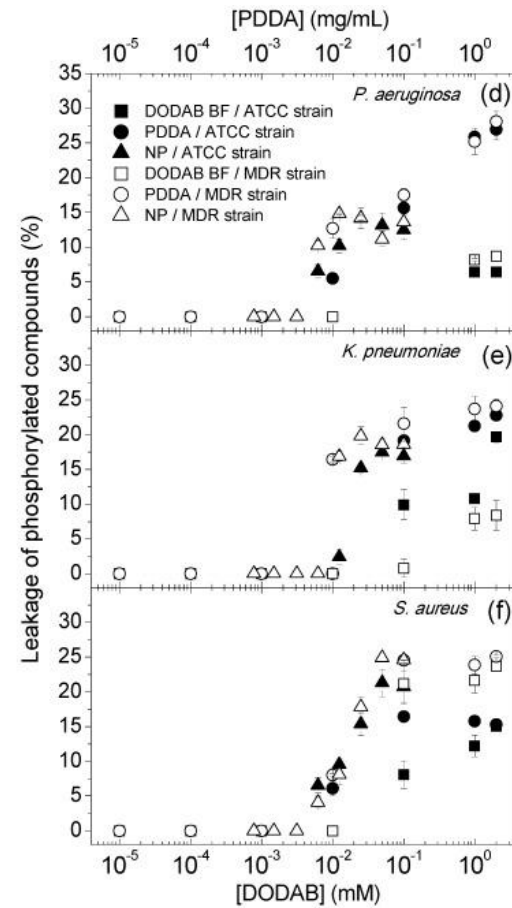 [PDDA] (mg/mL)
10⁻⁵ 10⁻⁴ 10⁻³ 10⁻² 10⁻¹ 10⁰
Leakage of phosphorylated compounds (%)
35
30
25
20
15
10
5
0
P. aeruginosa (d)
DODAB BF / ATCC strain
PDDA / ATCC strain
NP / ATCC strain
DODAB BF / MDR strain
PDDA / MDR strain
NP / MDR strain
30
25
20
15
10
5
0
K. pneumoniae (e)
30
25
20
15
10
5
0
S. aureus (f)
10⁻⁵ 10⁻⁴ 10⁻³ 10⁻² 10⁻¹ 10⁰
[DODAB] (mM)